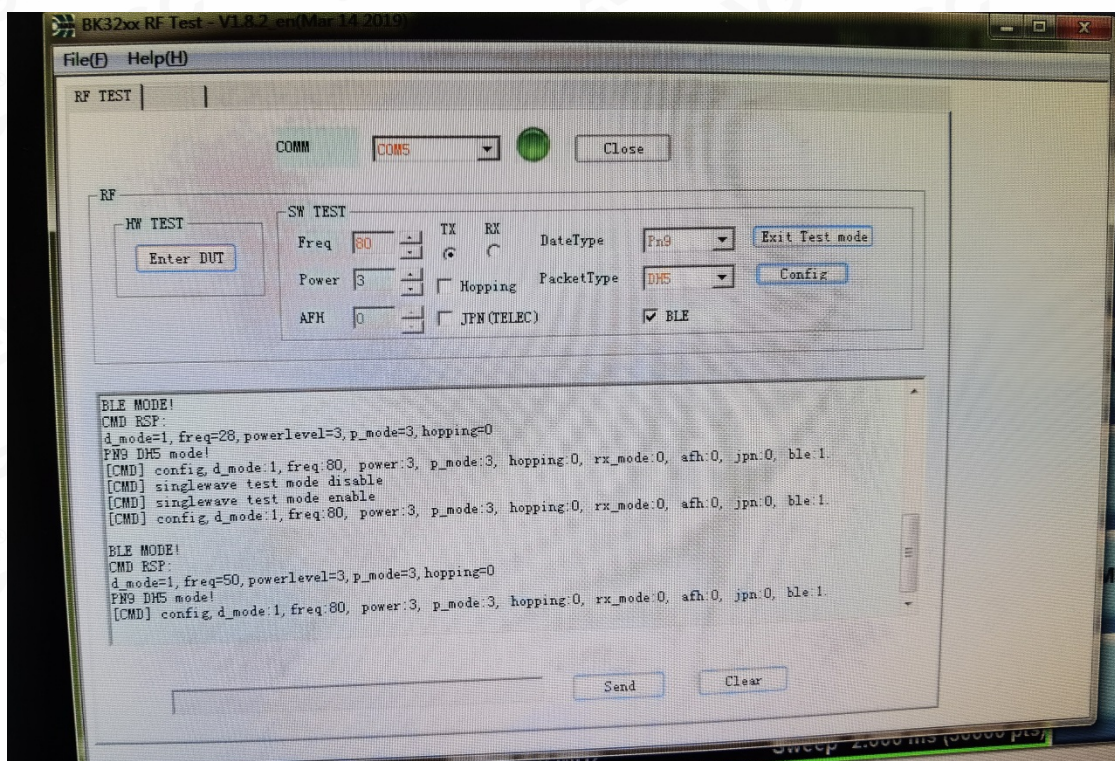 BK32xx RF Test - V1.8.2_en(Mar 14 2019)
File(F) Help(H)
RF TEST
COMM COM5 Close
RF
HW TEST
Enter DUT
SW TEST
Freq 80 TX RX DateType Pn9 Exit Test mode
Power 3 Hopping PacketType DH5 Config
AFH 0 JPN(TELEC) BLE
BLE MODE!
CMD RSP:
d_mode=1, freq=28, powerlevel=3, p_mode=3, hopping=0
PN9 DH5 mode!
[CMD] config, d_mode:1, freq:80, power:3, p_mode:3, hopping:0, rx_mode:0, afh:0, jpn:0, ble:1.
[CMD] singlewave test mode disable
[CMD] singlewave test mode enable
[CMD] config, d_mode:1, freq:80, power:3, p_mode:3, hopping:0, rx_mode:0, afh:0, jpn:0, ble:1.
BLE MODE!
CMD RSP:
d_mode=1, freq=50, powerlevel=3, p_mode=3, hopping=0
PN9 DH5 mode!
[CMD] config, d_mode:1, freq:80, power:3, p_mode:3, hopping:0, rx_mode:0, afh:0, jpn:0, ble:1.
Send Clear
Sweep 2.000 ms (30000 pts)